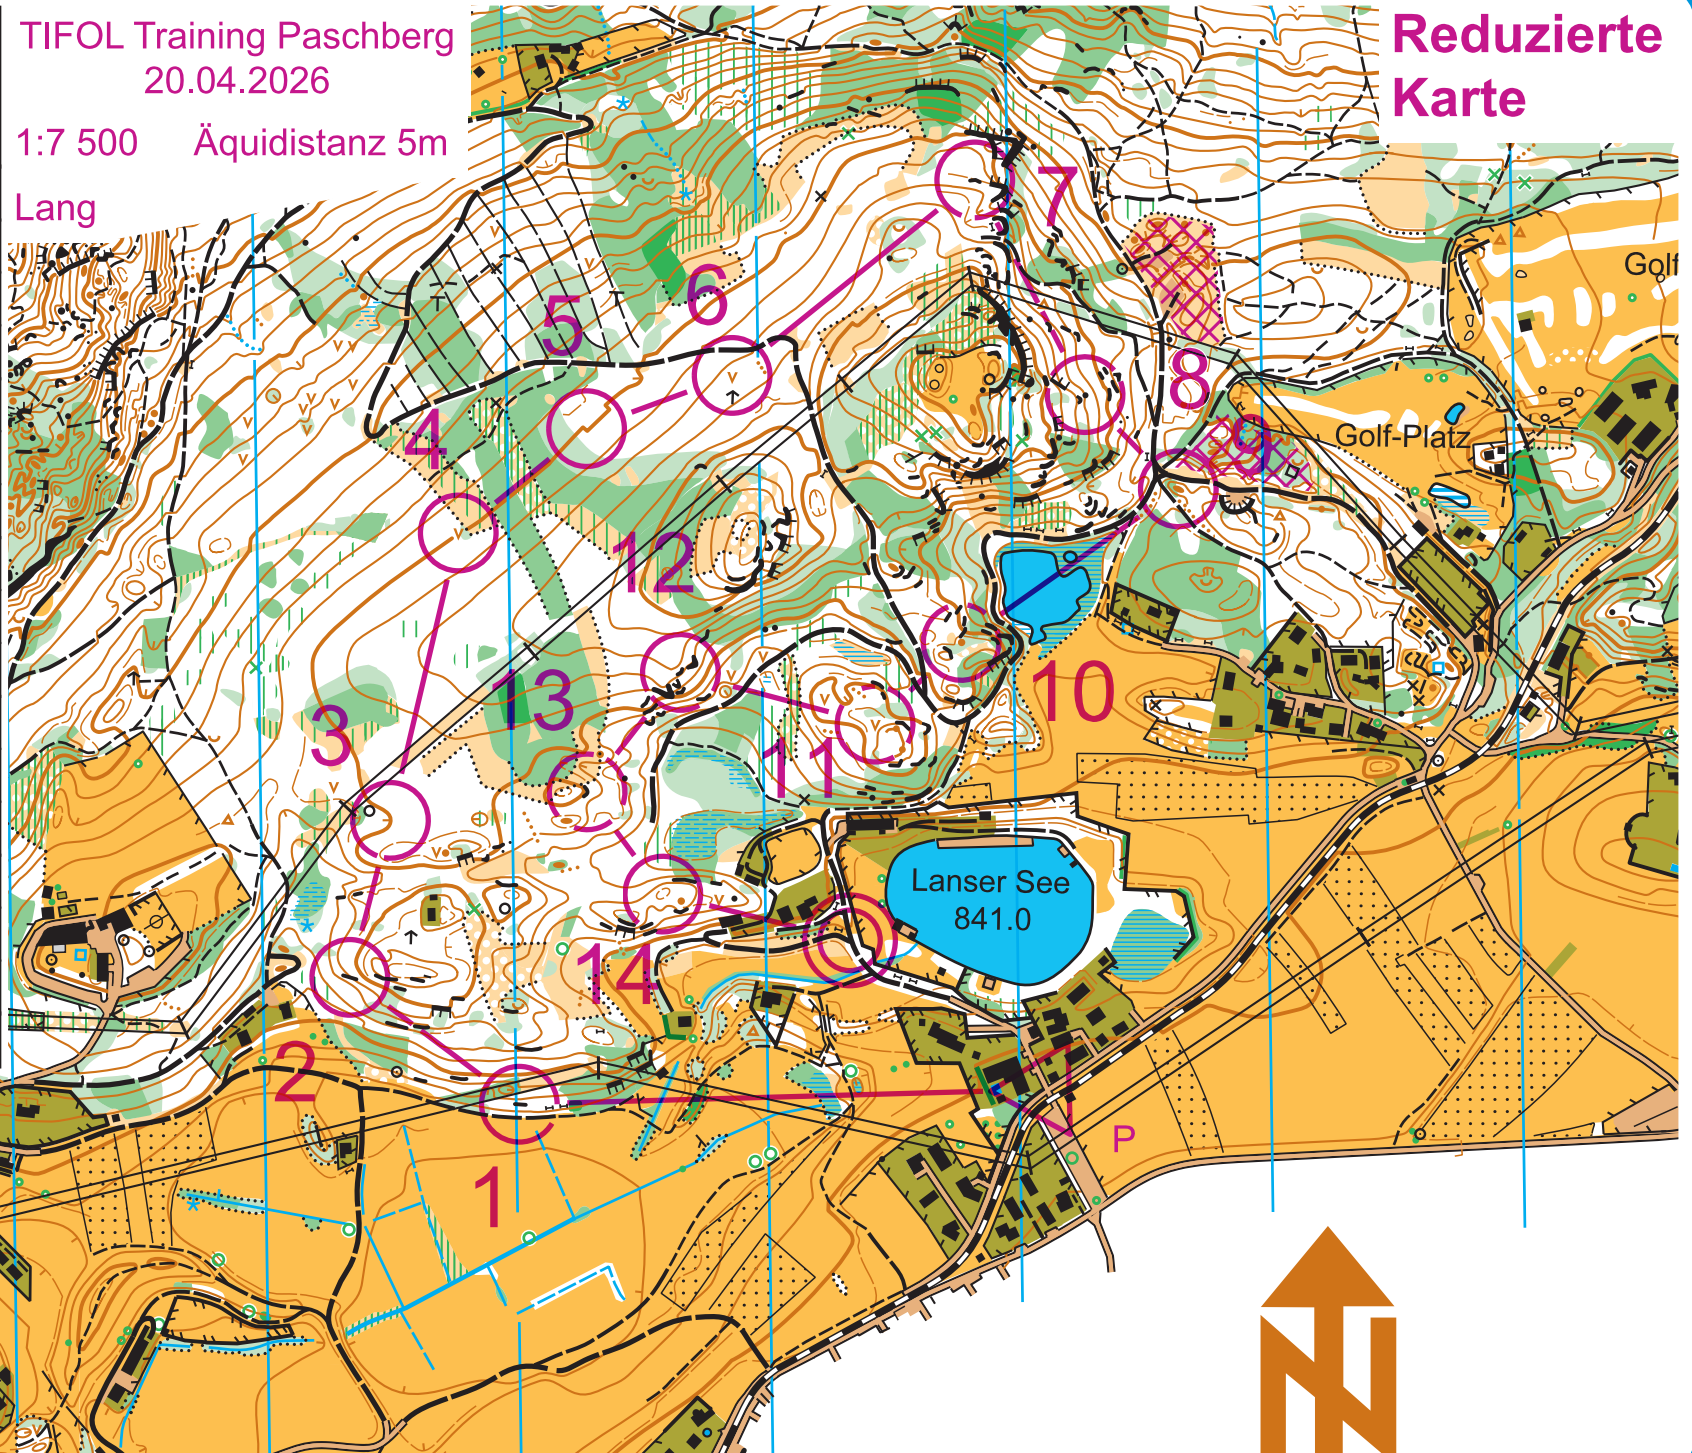 TIFOL Training Paschberg
20.04.2026
1:7 500 Äquidistanz 5m
Lang
Reduzierte
Karte
7
Golf
6
5
8
4
9
Golf-Platz
12
13
10
3
11
Lanser See
841.0
14
2
P
1
N